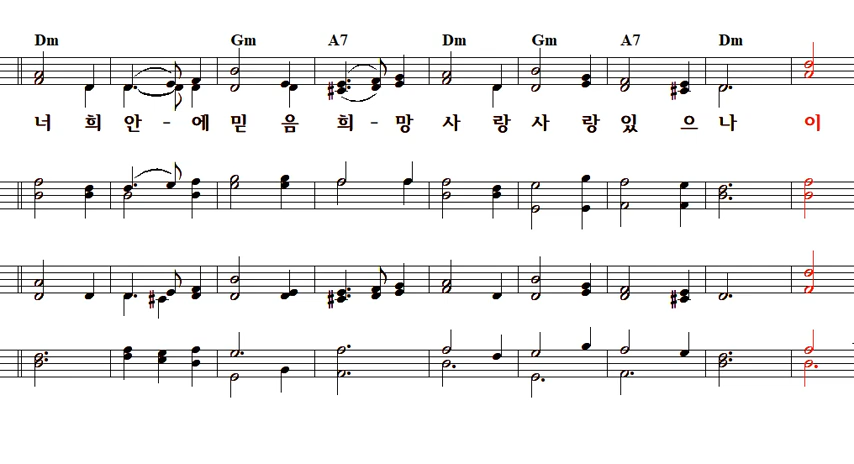 Dm Gm A7 Dm Gm A7 Dm
너 희 안 - 에 믿 음 희 - 망 사 랑 사 랑 있 으 나 이